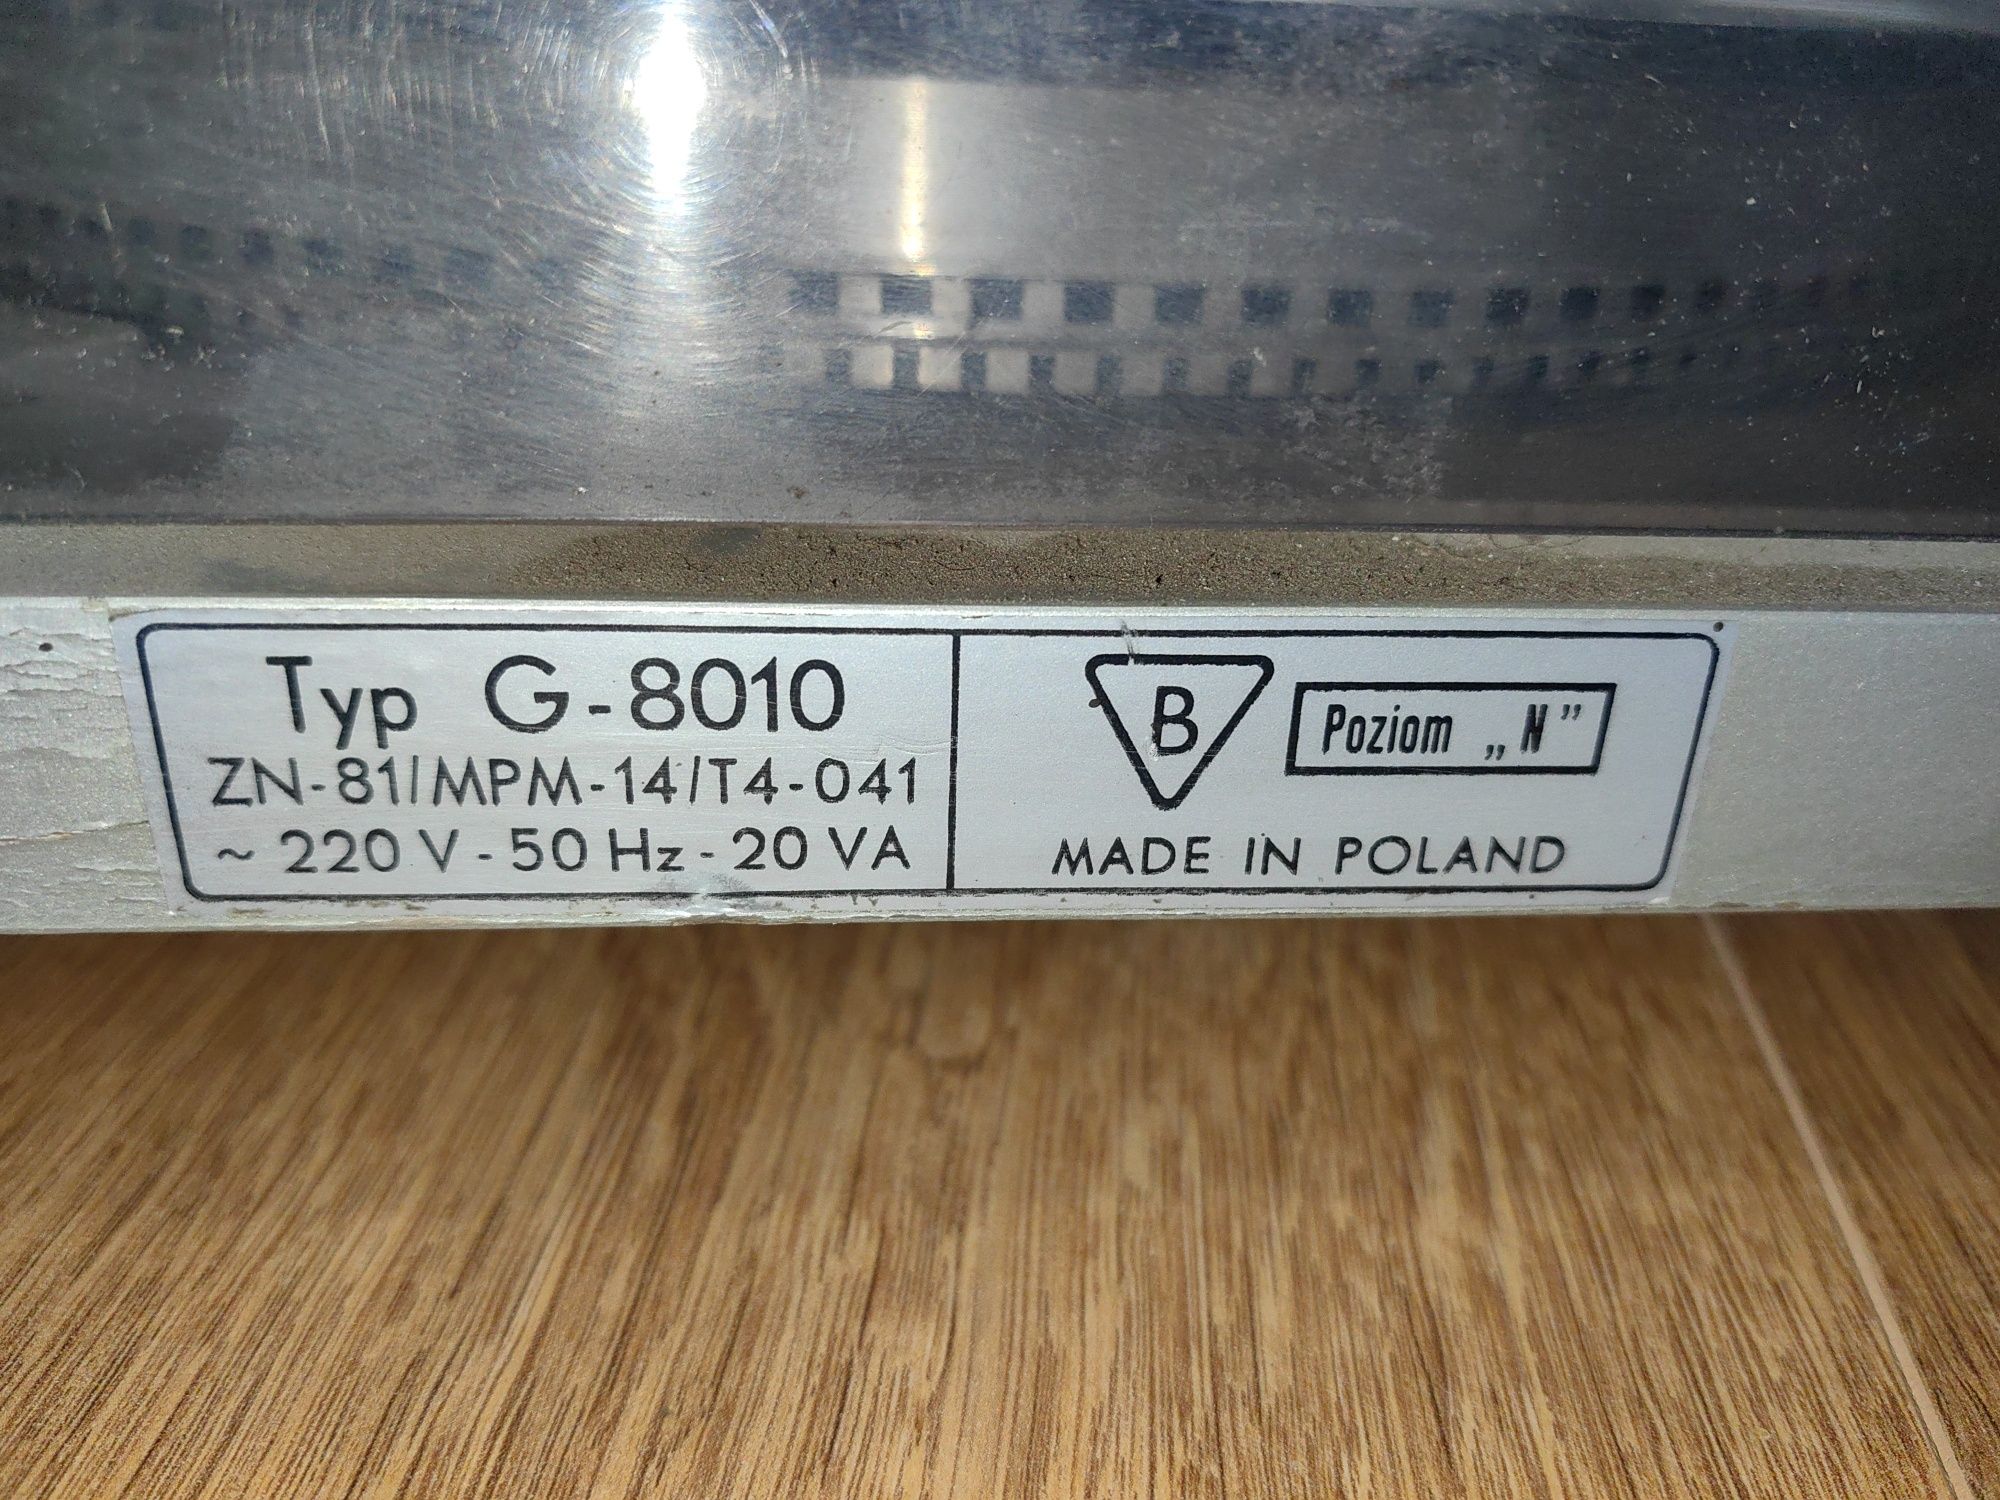 Typ G-8010
ZN-81/MPM-14/T4-041
~ 220 V - 50 Hz - 20 VA
B
Poziom „N”
MADE IN POLAND